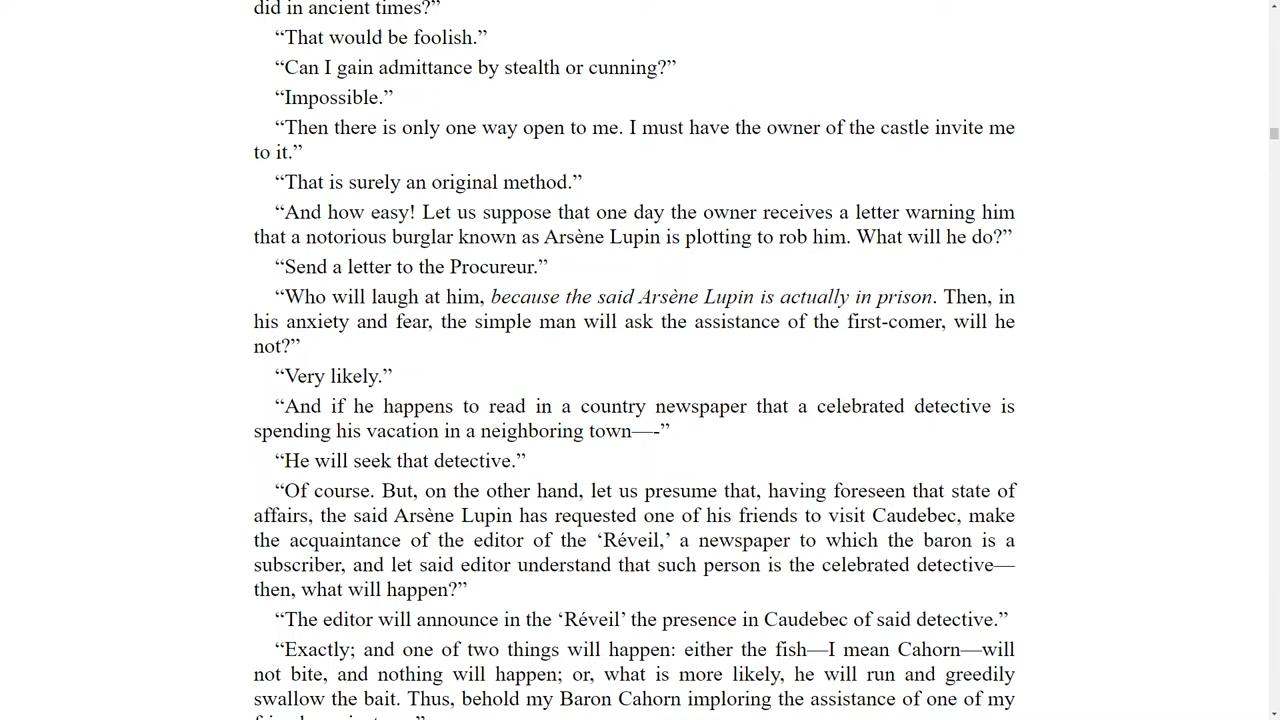 did in ancient times?”
“That would be foolish.”
“Can I gain admittance by stealth or cunning?”
“Impossible.”
“Then there is only one way open to me. I must have the owner of the castle invite me
to it.”
“That is surely an original method.”
“And how easy! Let us suppose that one day the owner receives a letter warning him
that a notorious burglar known as Arsène Lupin is plotting to rob him. What will he do?”
“Send a letter to the Procureur.”
“Who will laugh at him, because the said Arsène Lupin is actually in prison. Then, in
his anxiety and fear, the simple man will ask the assistance of the first-comer, will he
not?”
“Very likely.”
“And if he happens to read in a country newspaper that a celebrated detective is
spending his vacation in a neighboring town—-”
“He will seek that detective.”
“Of course. But, on the other hand, let us presume that, having foreseen that state of
affairs, the said Arsène Lupin has requested one of his friends to visit Caudebec, make
the acquaintance of the editor of the ‘Réveil,’ a newspaper to which the baron is a
subscriber, and let said editor understand that such person is the celebrated detective—
then, what will happen?”
“The editor will announce in the ‘Réveil’ the presence in Caudebec of said detective.”
“Exactly; and one of two things will happen: either the fish—I mean Cahorn—will
not bite, and nothing will happen; or, what is more likely, he will run and greedily
swallow the bait. Thus, behold my Baron Cahorn imploring the assistance of one of my